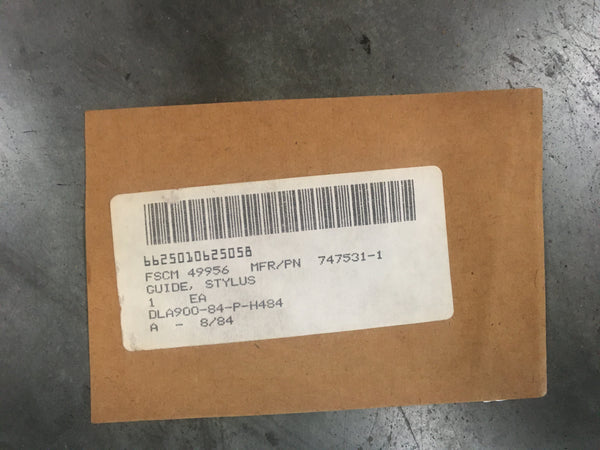 6625010625058
FSCM 49956 MFR/PN 747531-1
GUIDE, STYLUS
1 EA
DLA900-84-P-H484
A - 8/84